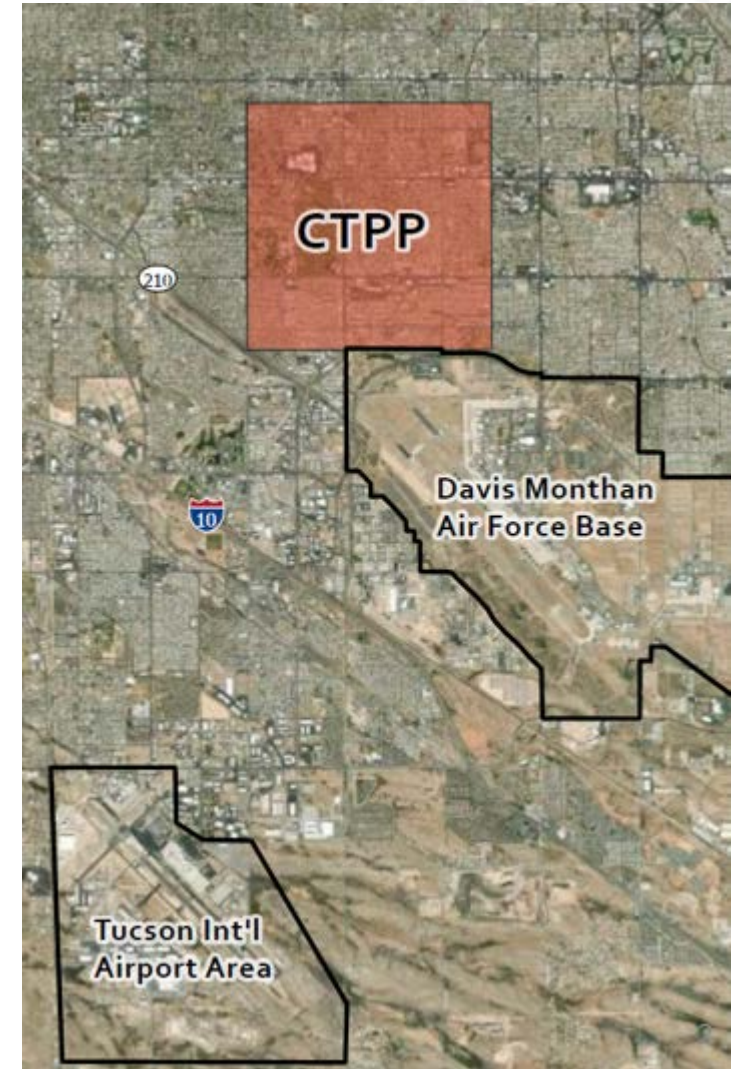 CTPP
210
Davis Monthan
Air Force Base
10
Tucson Int'l
Airport Area